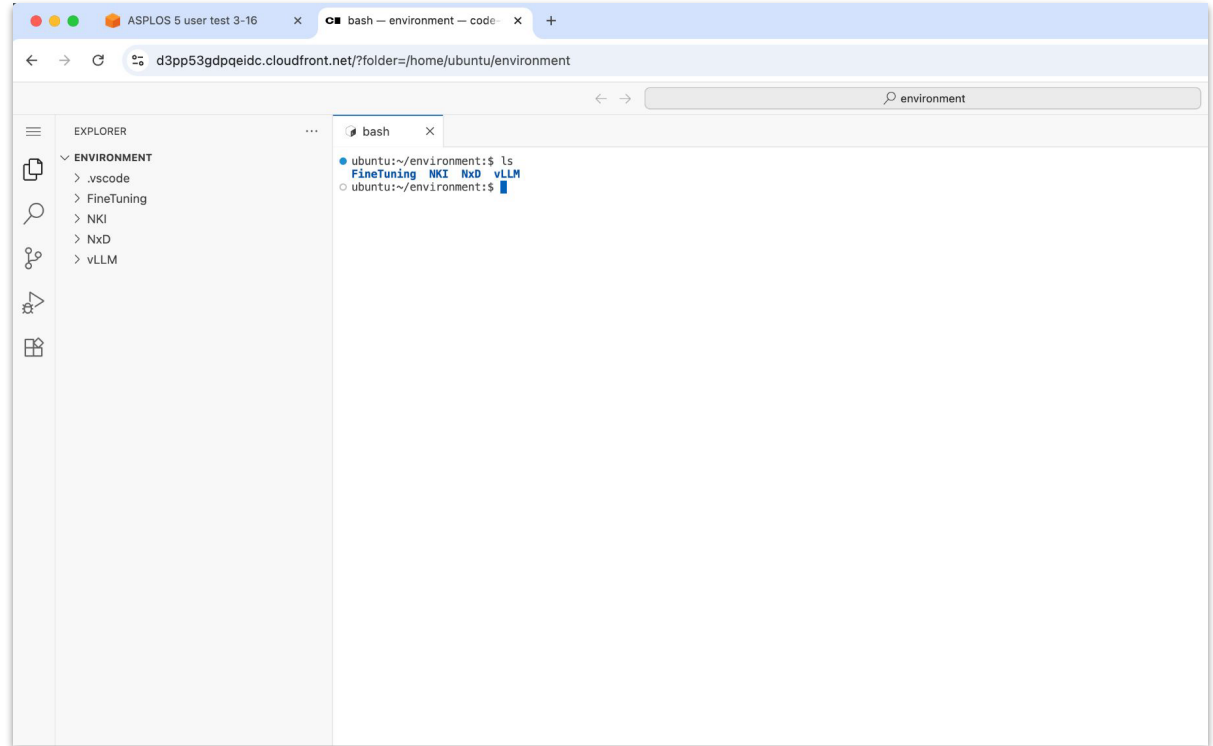 ASPLOS 5 user test 3-16
bash — environment — code-
d3pp53gdpqeidc.cloudfront.net/?folder=/home/ubuntu/environment
environment
EXPLORER
bash
ENVIRONMENT
.vscode
FineTuning
NKI
NxD
vLLM
ubuntu:~/environment:$ ls
FineTuning NKI NxD vLLM
ubuntu:~/environment:$